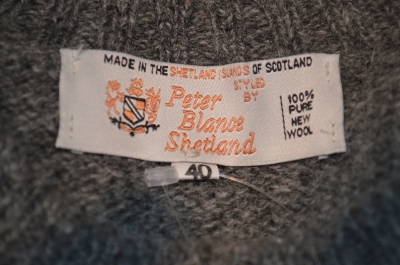 MADE IN THE SHETLAND ISLANDS OF SCOTLAND
STYLED BY
Peter
Blance
Shetland
100%
PURE
NEW
WOOL
40